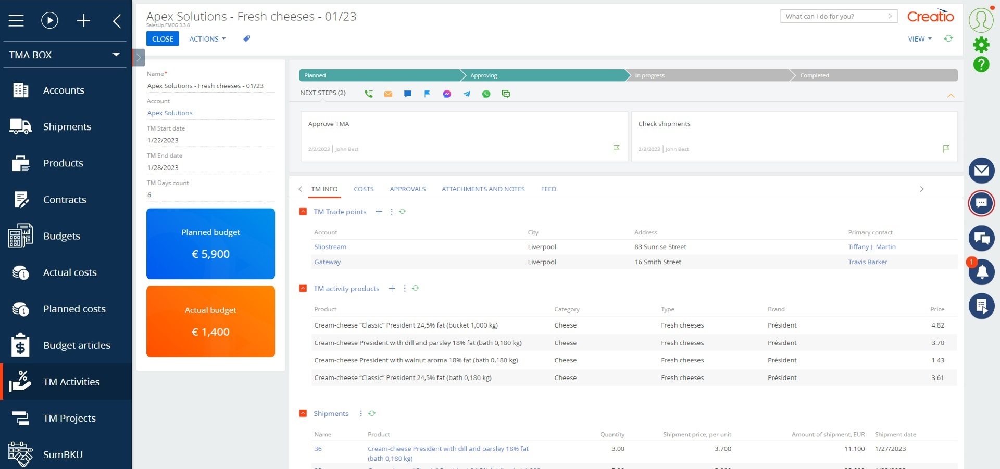 Apex Solutions - Fresh cheeses - 01/23
SalesUp.FMCG 3.3.8
What can I do for you?
Creatio
CLOSE
ACTIONS
VIEW
TMA BOX
Accounts
Shipments
Products
Contracts
Budgets
Actual costs
Planned costs
Budget articles
TM Activities
TM Projects
SumBKU
Name*
Apex Solutions - Fresh cheeses - 01/23
Account
Apex Solutions
TM Start date
1/22/2023
TM End date
1/28/2023
TM Days count
6
Planned budget
€ 5,900
Actual budget
€ 1,400
Planned Approving In progress Completed
NEXT STEPS (2)
Approve TMA
2/2/2023 John Best
Check shipments
2/3/2023 John Best
TM INFO COSTS APPROVALS ATTACHMENTS AND NOTES FEED
TM Trade points
Account City Address Primary contact
Slipstream Liverpool 83 Sunrise Street Tiffany J. Martin
Gateway Liverpool 16 Smith Street Travis Barker
TM activity products
Product Category Type Brand Price
Cream-cheese “Classic” President 24,5% fat (bucket 1,000 kg) Cheese Fresh cheeses Président 4.82
Cream-cheese President with dill and parsley 18% fat (bath 0,180 kg) Cheese Fresh cheeses Président 3.70
Cream-cheese President with walnut aroma 18% fat (bath 0,180 kg) Cheese Fresh cheeses Président 1.43
Cream-cheese “Classic” President 24,5% fat (bath 0,180 kg) Cheese Fresh cheeses Président 3.61
Shipments
Name Product Quantity Shipment price, per unit Amount of shipment, EUR Shipment date
36 Cream-cheese President with dill and parsley 18% fat 3.00 3.700 11.100 1/27/2023
(bath 0,180 kg)
1